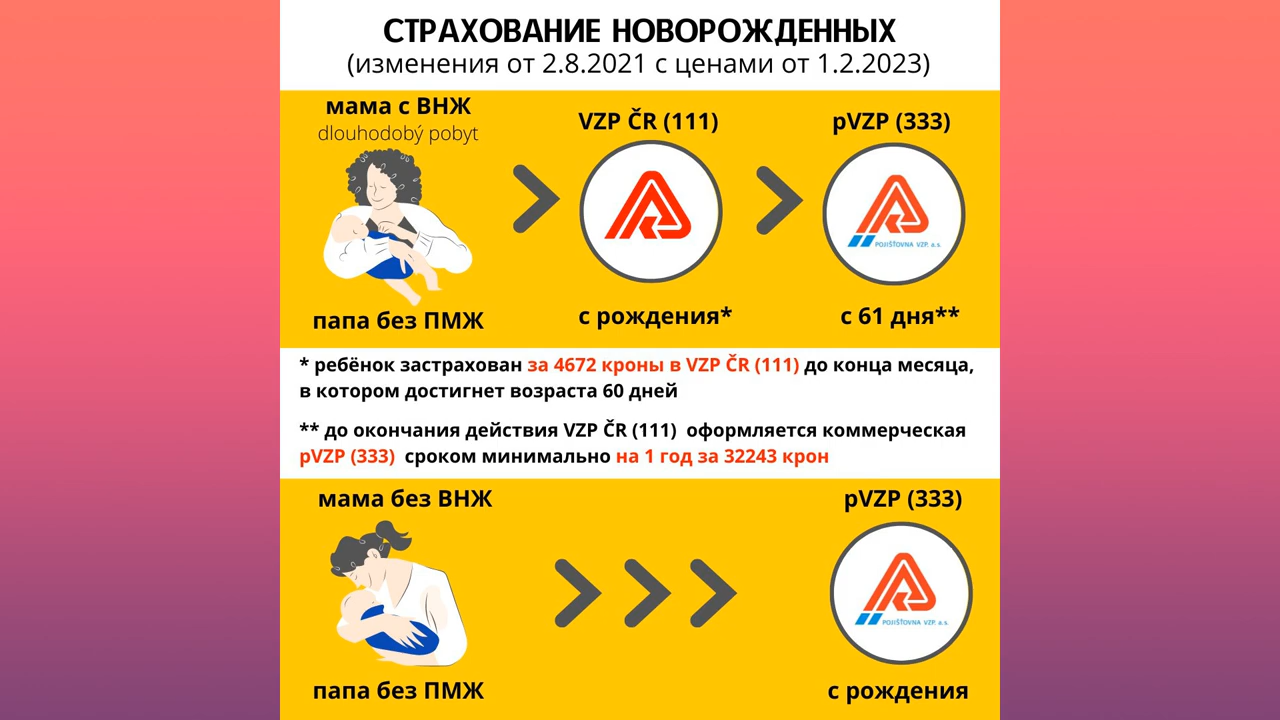 СТРАХОВАНИЕ НОВОРОЖДЕННЫХ
(изменения от 2.8.2021 с ценами от 1.2.2023)
мама с ВНЖ
dlouhodobý pobyt
VZP ČR (111)
pVZP (333)
POJIŠŤOVNA VZP, a.s.
папа без ПМЖ
с рождения*
с 61 дня**
* ребёнок застрахован за 4672 кроны в VZP ČR (111) до конца месяца,
в котором достигнет возраста 60 дней
** до окончания действия VZP ČR (111) оформляется коммерческая
pVZP (333) сроком минимально на 1 год за 32243 крон
мама без ВНЖ
pVZP (333)
POJIŠŤOVNA VZP, a.s.
папа без ПМЖ
с рождения